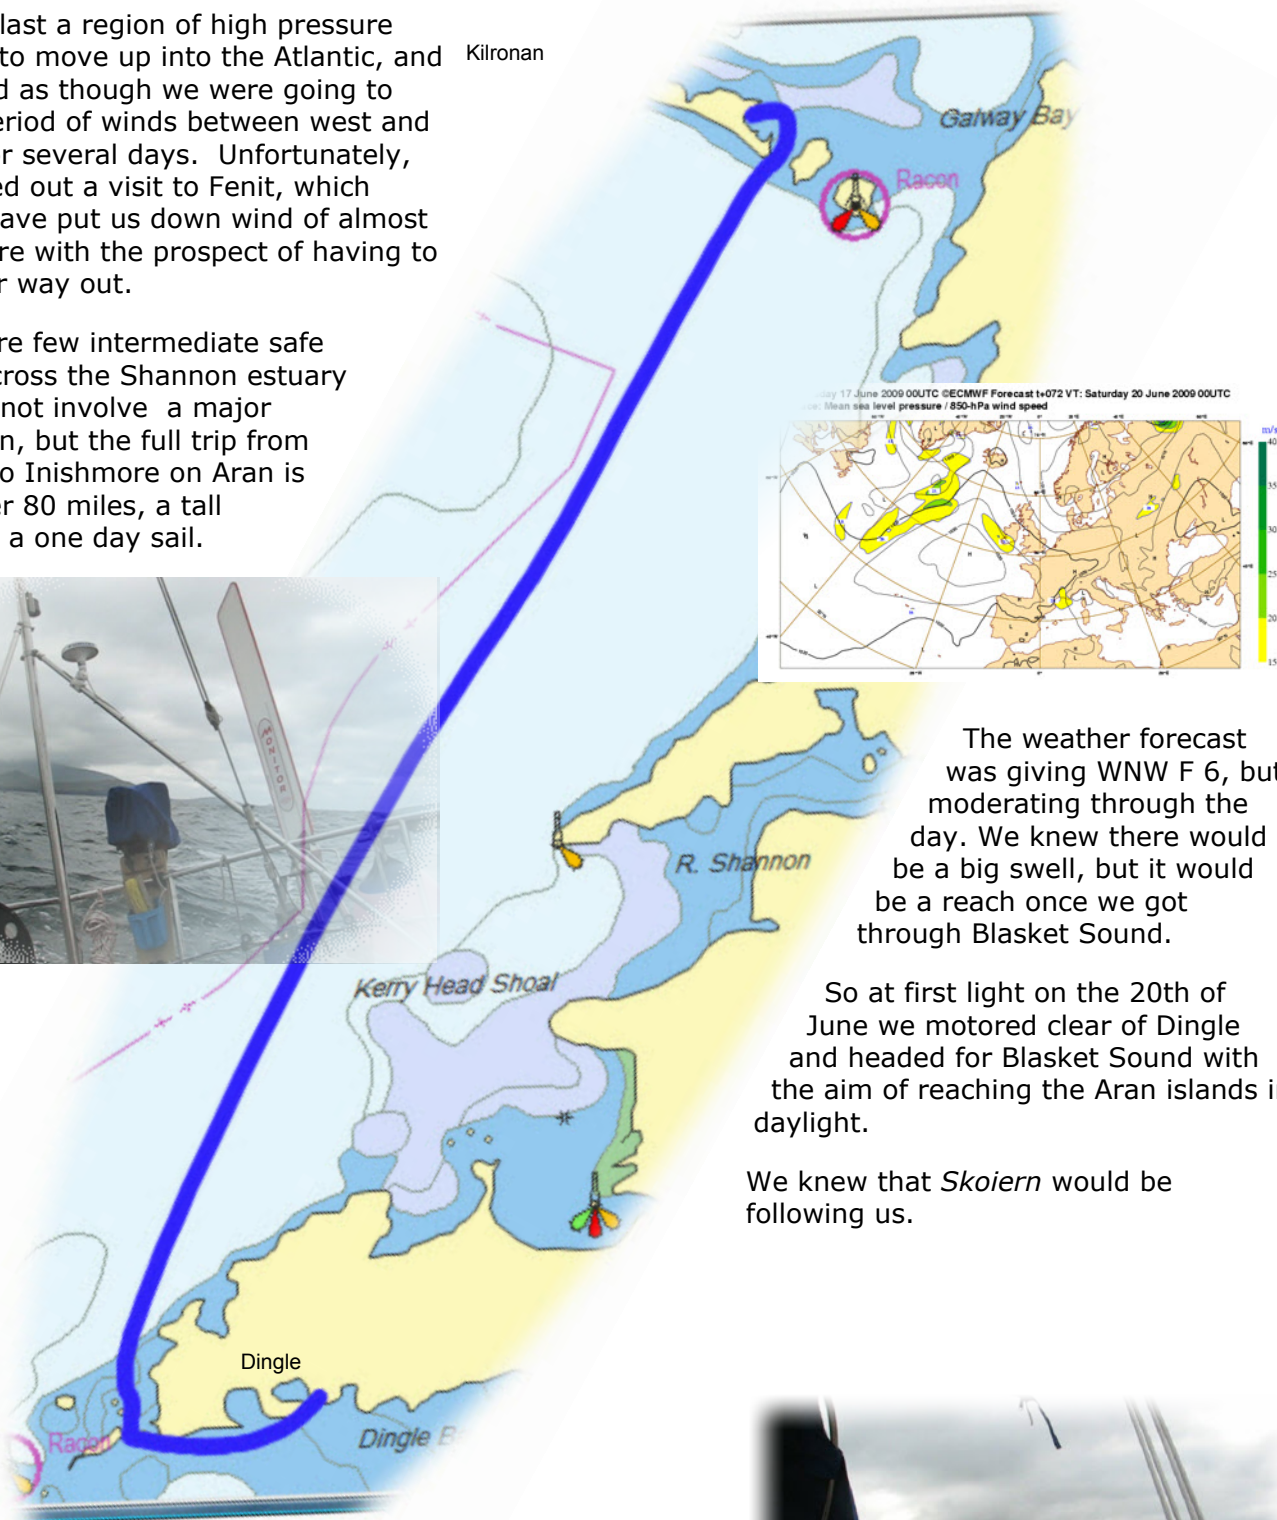 last a region of high pressure
to move up into the Atlantic, and
d as though we were going to
eriod of winds between west and
r several days. Unfortunately,
ed out a visit to Fenit, which
ave put us down wind of almost
re with the prospect of having to
r way out.
re few intermediate safe
cross the Shannon estuary
not involve a major
n, but the full trip from
o Inishmore on Aran is
er 80 miles, a tall
a one day sail.
Kilronan
Galway Bay
Racon
ay 17 June 2009 00UTC ©ECMWF Forecast t+072 VT: Saturday 20 June 2009 00UTC
Mean sea level pressure / 850-hPa wind speed
m/s
MONITOR
R. Shannon
The weather forecast
was giving WNW F 6, but
moderating through the
day. We knew there would
be a big swell, but it would
be a reach once we got
through Blasket Sound.
Kerry Head Shoal
So at first light on the 20th of
June we motored clear of Dingle
and headed for Blasket Sound with
the aim of reaching the Aran islands i
daylight.
We knew that Skoiern would be
following us.
Dingle
Dingle B
Racon